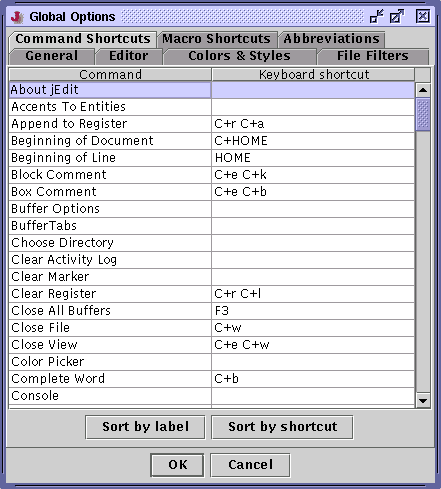 Global Options
Command Shortcuts Macro Shortcuts Abbreviations
General Editor Colors & Styles File Filters
Command Keyboard shortcut
About jEdit
Accents To Entities
Append to Register C+r C+a
Beginning of Document C+HOME
Beginning of Line HOME
Block Comment C+e C+k
Box Comment C+e C+b
Buffer Options
BufferTabs
Choose Directory
Clear Activity Log
Clear Marker
Clear Register C+r C+l
Close All Buffers F3
Close File C+w
Close View C+e C+w
Color Picker
Complete Word C+b
Console
Sort by label Sort by shortcut
OK Cancel